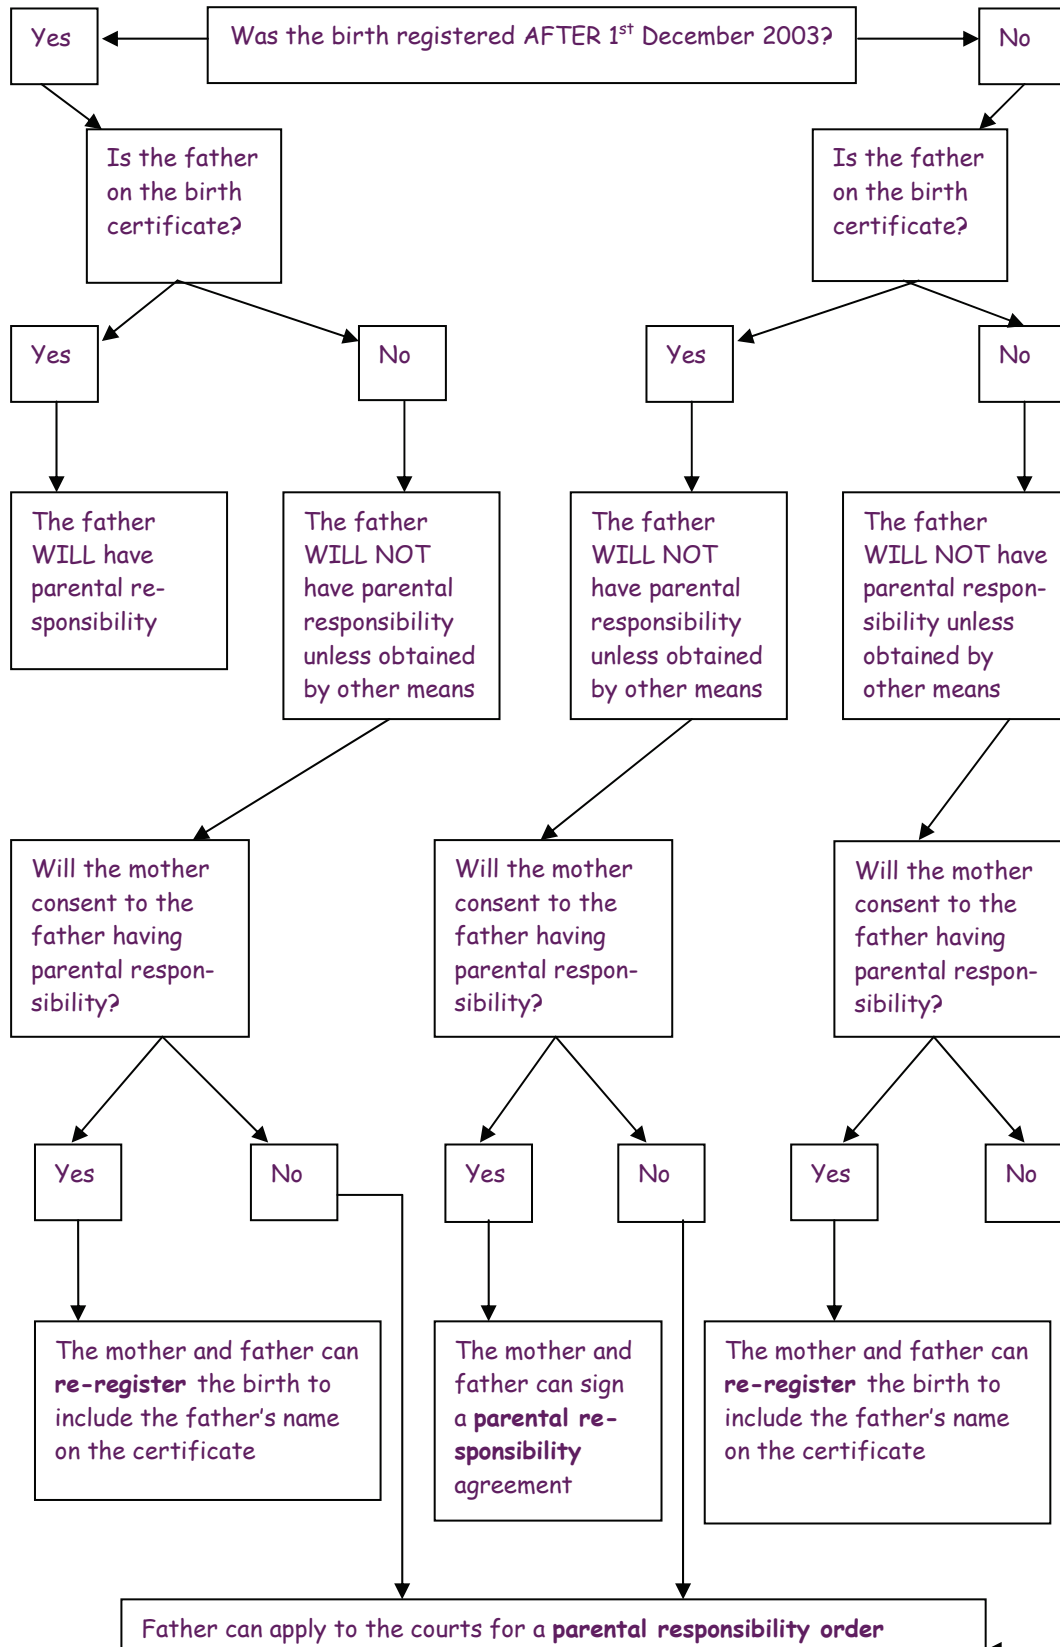 Yes
Was the birth registered AFTER 1st December 2003?
No
Is the father
on the birth
certificate?
Is the father
on the birth
certificate?
Yes
No
Yes
No
The father
WILL have
parental re-
sponsibility
The father
WILL NOT
have parental
responsibility
unless obtained
by other means
The father
WILL NOT
have parental
responsibility
unless obtained
by other means
The father
WILL NOT have
parental respon-
sibility unless
obtained by
other means
Will the mother
consent to the
father having
parental respon-
sibility?
Will the mother
consent to the
father having
parental respon-
sibility?
Will the mother
consent to the
father having
parental respon-
sibility?
Yes
No
Yes
No
Yes
No
The mother and father can
re-register the birth to
include the father's name
on the certificate
The mother and
father can sign
a parental re-
sponsibility
agreement
The mother and father can
re-register the birth to
include the father's name
on the certificate
Father can apply to the courts for a parental responsibility order